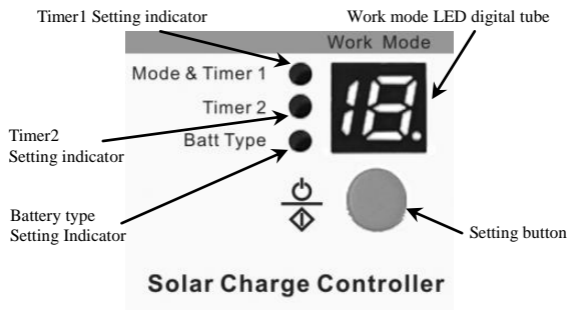 Timer1 Setting indicator
Work mode LED digital tube
Work Mode
Mode & Timer 1
18.
Timer 2
Timer2
Setting indicator
Batt Type
Battery type
Setting Indicator
Setting button
Solar Charge Controller